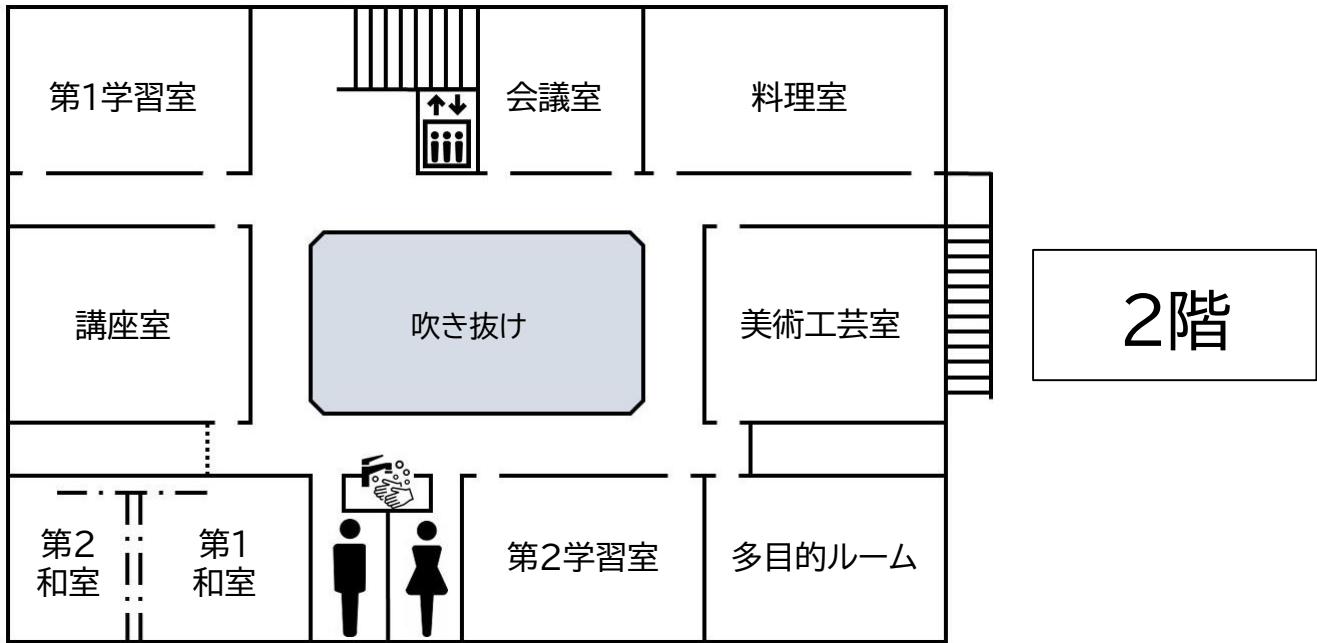 第1学習室
会議室
料理室
講座室
吹き抜け
美術工芸室
2階
第2
和室
第1
和室
第2学習室
多目的ルーム